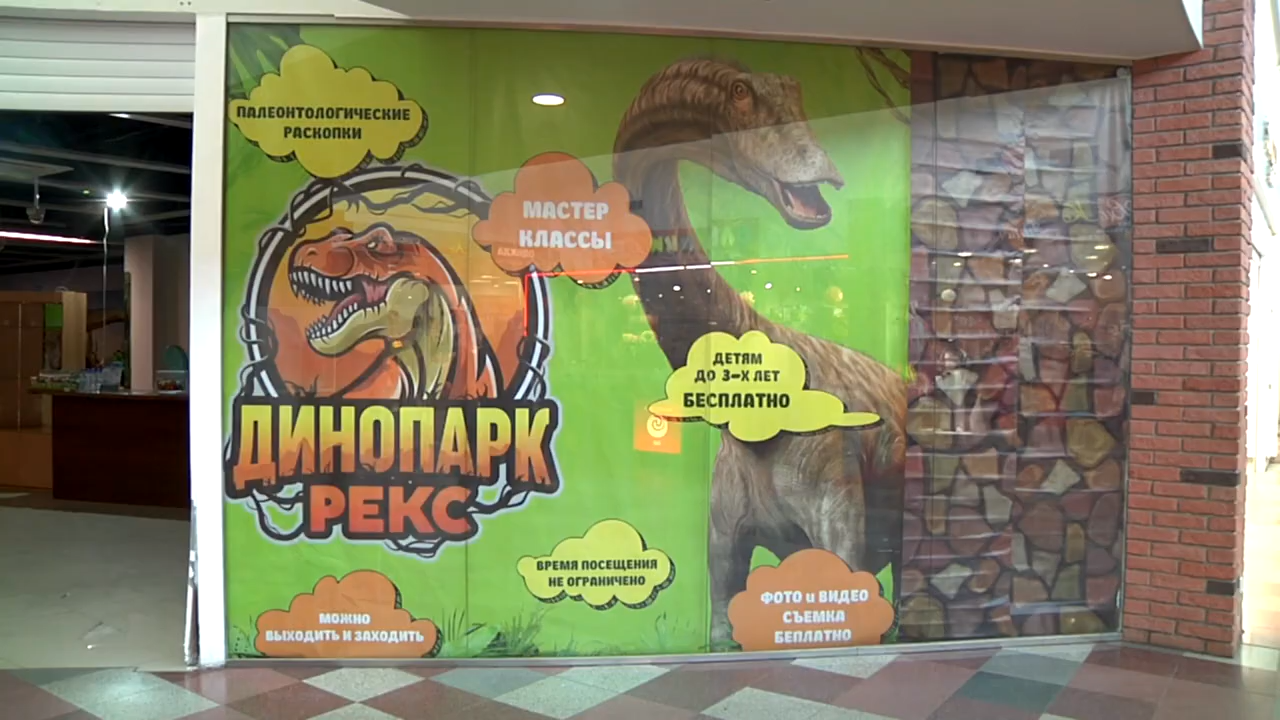 ПАЛЕОНТОЛОГИЧЕСКИЕ
РАСКОПКИ
МАСТЕР
КЛАССЫ
ДЕТЯМ
ДО 3-Х ЛЕТ
БЕСПЛАТНО
ДИНОПАРК
РЕКС
ВРЕМЯ ПОСЕЩЕНИЯ
НЕ ОГРАНИЧЕНО
ФОТО и ВИДЕО
СЪЕМКА
БЕПЛАТНО
МОЖНО
ВЫХОДИТЬ И ЗАХОДИТЬ